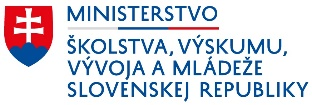 MINISTERSTVO
ŠKOLSTVA, VÝSKUMU,
VÝVOJA A MLÁDEŽE
SLOVENSKEJ REPUBLIKY